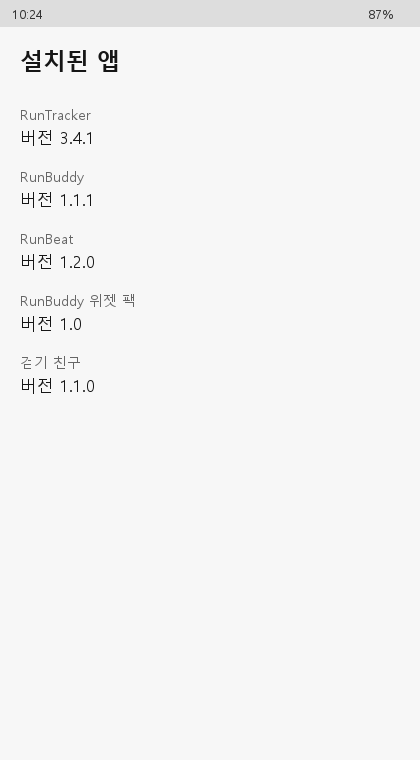 10:24
87%
설치된 앱
RunTracker
버전 3.4.1
RunBuddy
버전 1.1.1
RunBeat
버전 1.2.0
RunBuddy 위젯 팩
버전 1.0
걷기 친구
버전 1.1.0